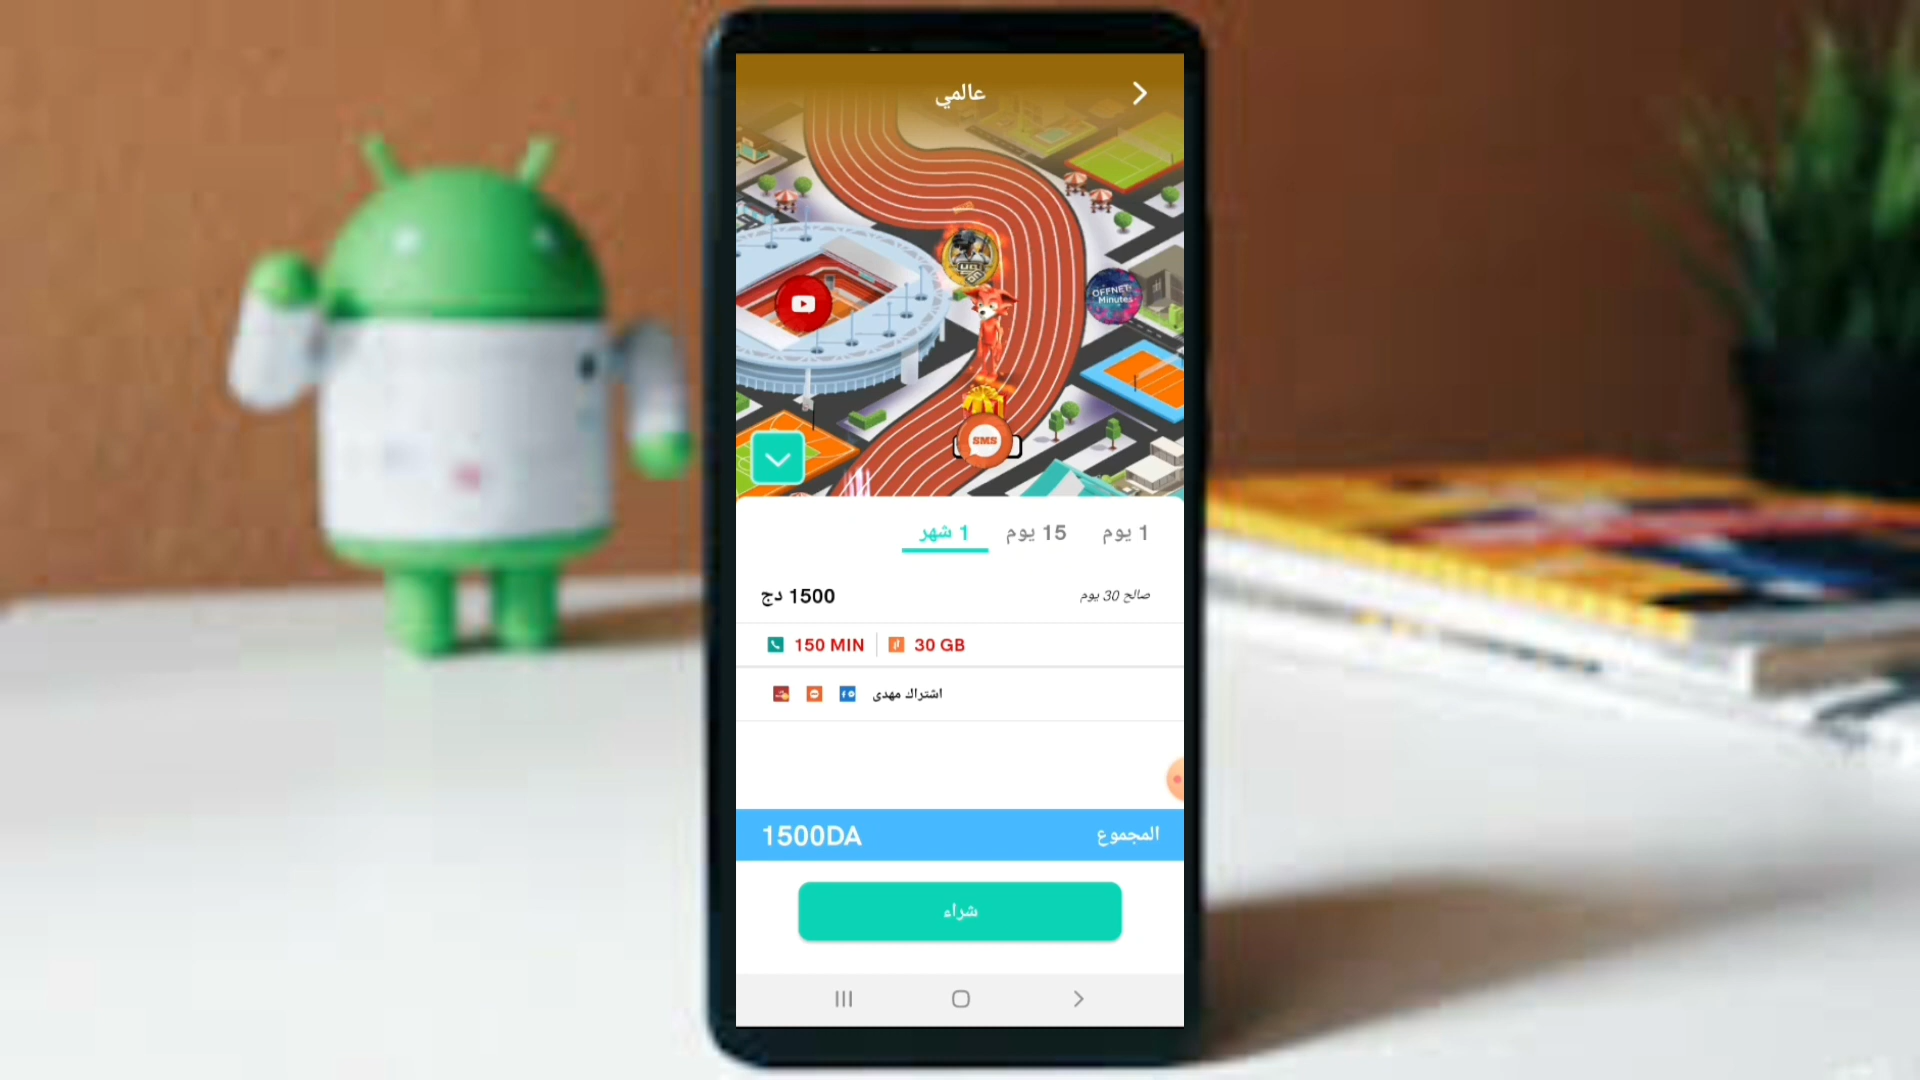 عالمي
OFFNET
Minutes
SMS
1 يوم
15 يوم
1 شهر
صالح 30 يوم
1500 دج
150 MIN
30 GB
اشتراك مهدى
المجموع
1500DA
شراء